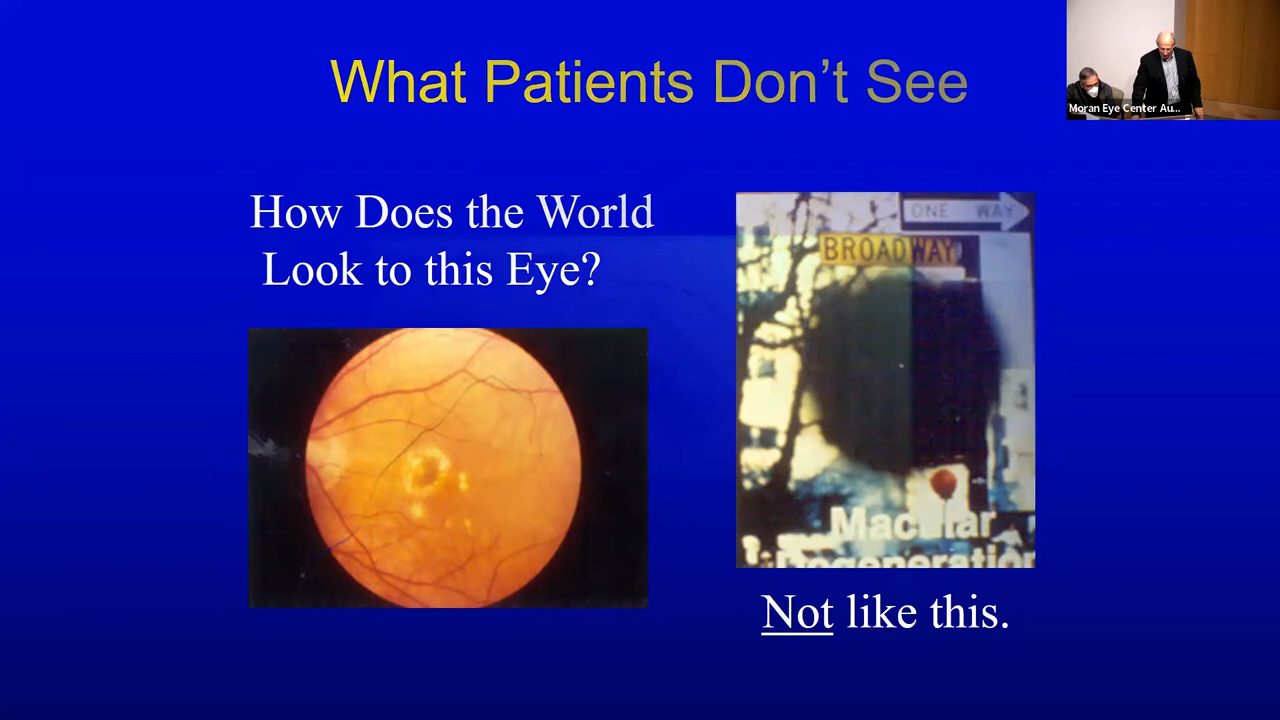 What Patients Don’t See
Moran Eye Center Au...
How Does the World
Look to this Eye?
ONE WAY
BROADWAY
Macular
Degeneration
Not like this.